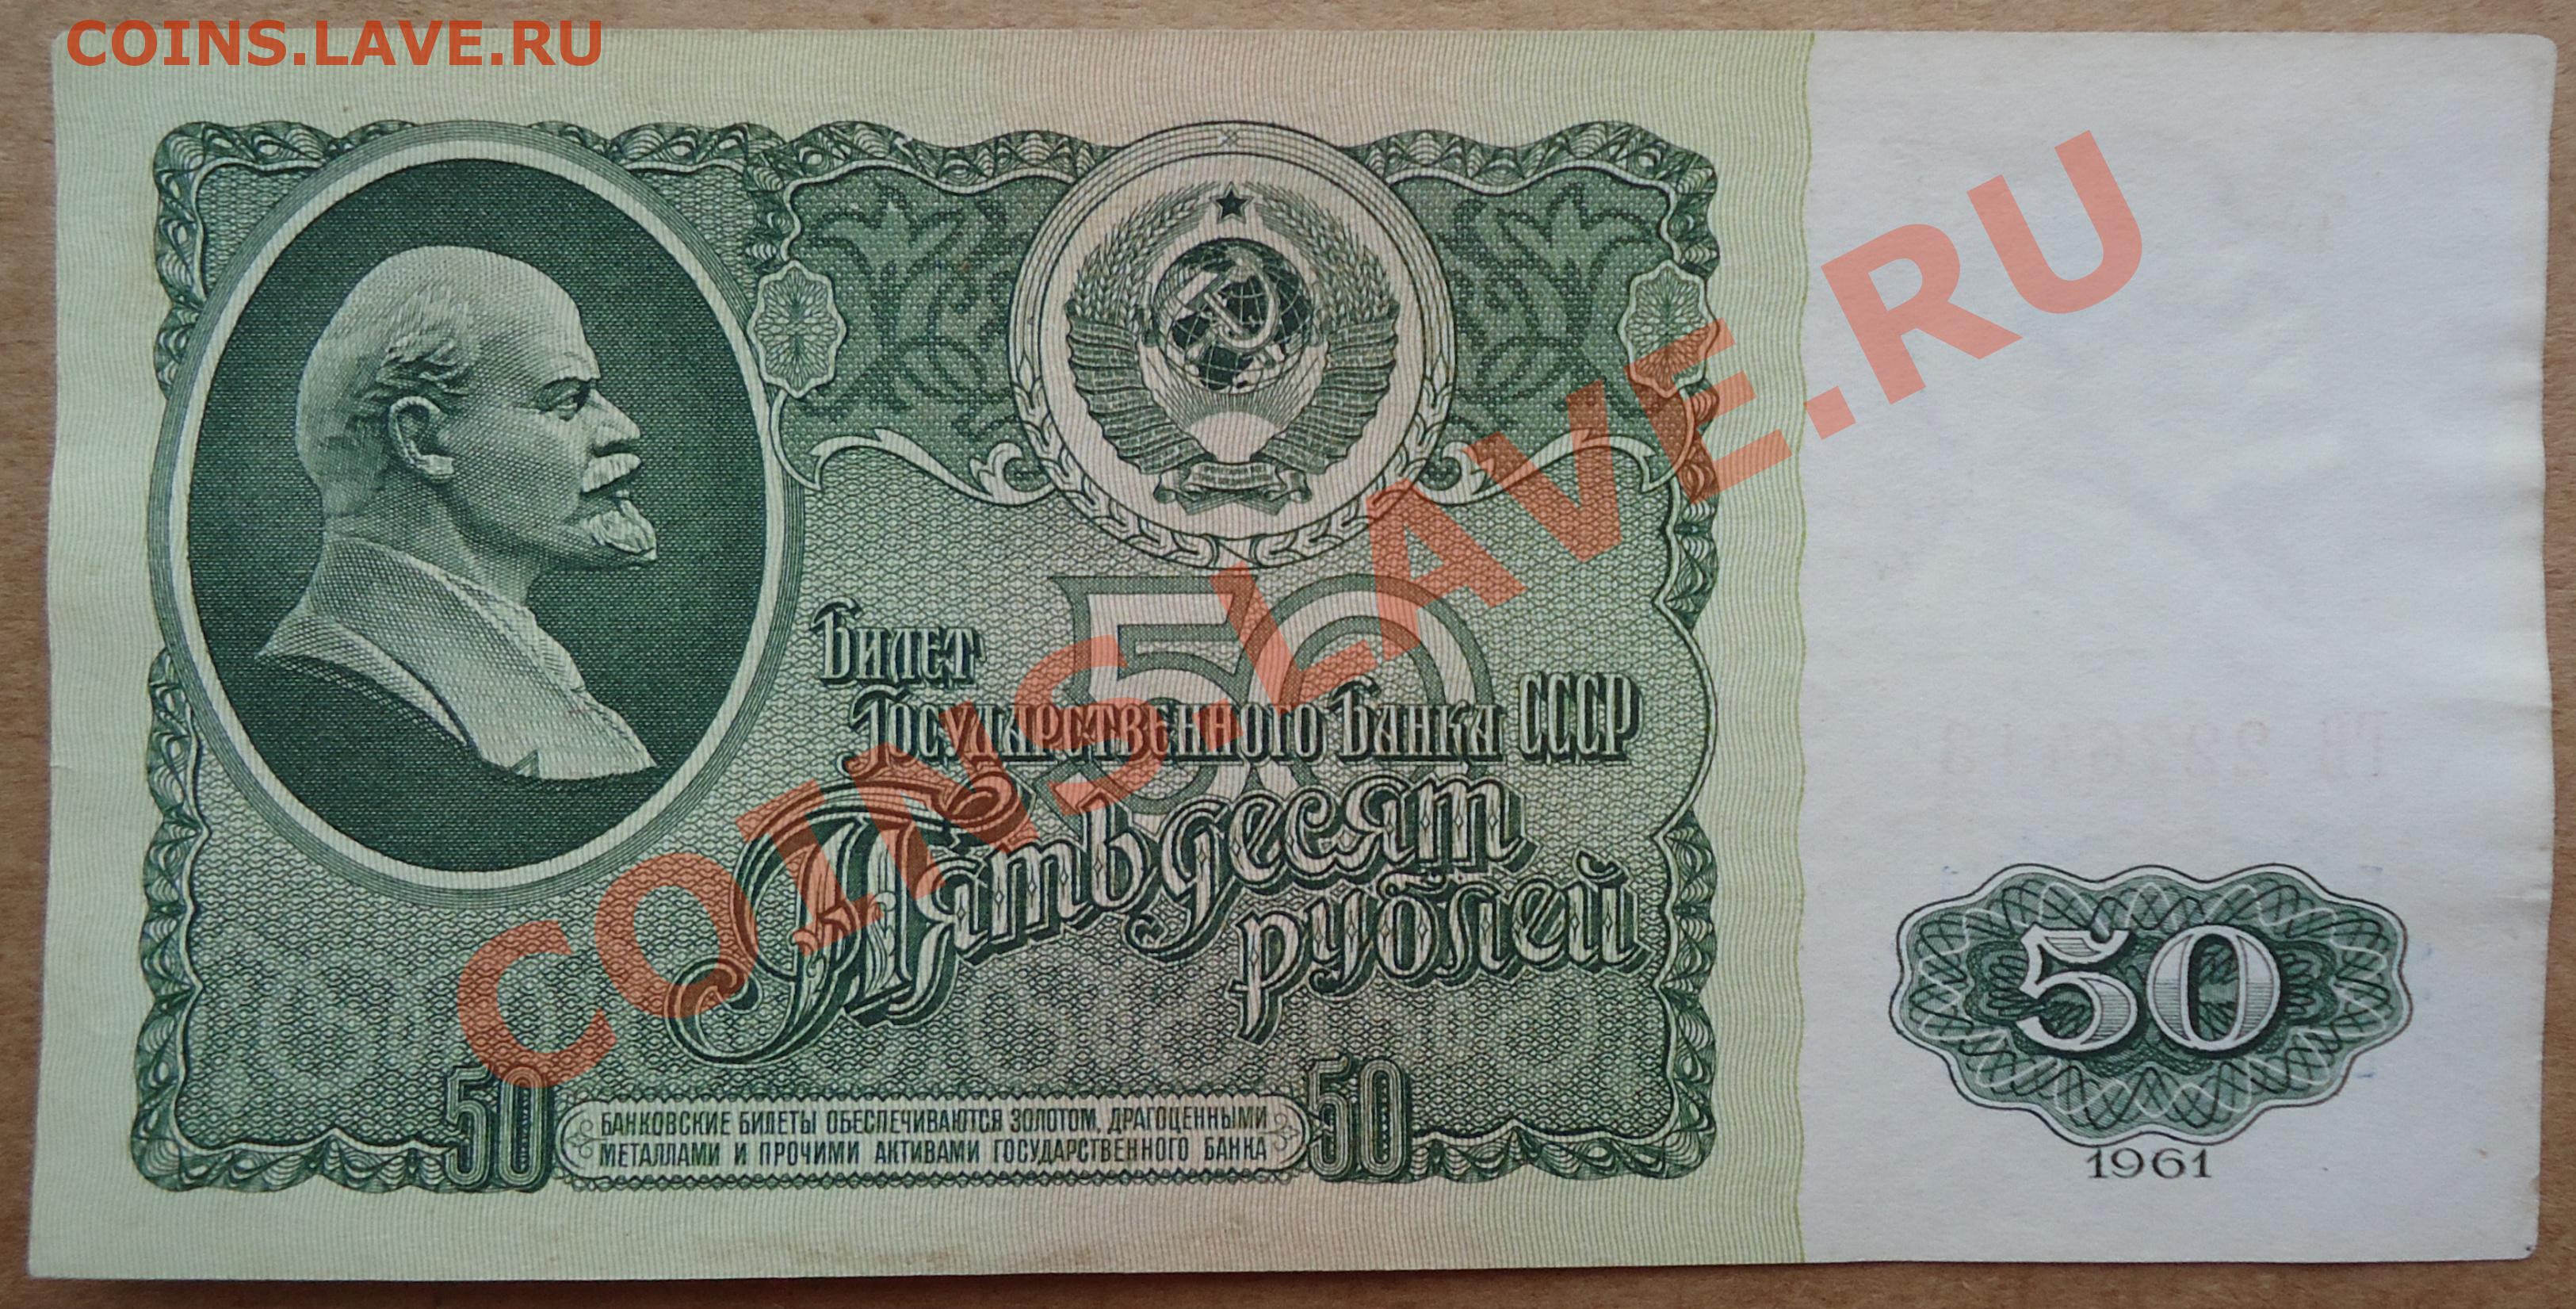 COINS.LAVE.RU
COINS.LAVE.RU
50
Билет
Государственного Банка СССР
Пятьдесят
рублей
50
БАНКОВСКИЕ БИЛЕТЫ ОБЕСПЕЧИВАЮТСЯ ЗОЛОТОМ, ДРАГОЦЕННЫМИ
МЕТАЛЛАМИ И ПРОЧИМИ АКТИВАМИ ГОСУДАРСТВЕННОГО БАНКА
50
50
1961